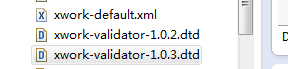 xwork-default.xml
xwork-validator-1.0.2.dtd
xwork-validator-1.0.3.dtd